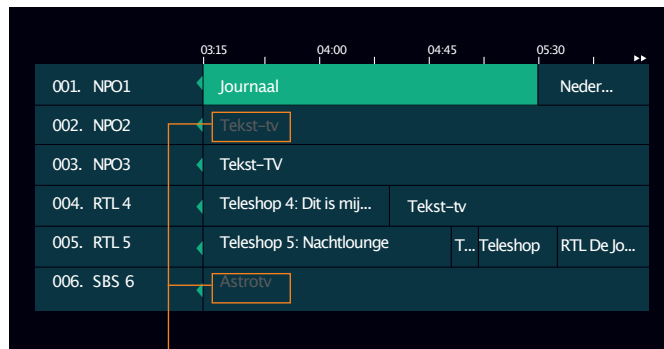 03:15 04:00 04:45 05:30
001. NPO1 Journaal Neder...
002. NPO2 Tekst-tv
003. NPO3 Tekst-TV
004. RTL 4 Teleshop 4: Dit is mij... Tekst-tv
005. RTL 5 Teleshop 5: Nachtlounge T... Teleshop RTL De Jo...
006. SBS 6 Astrotv